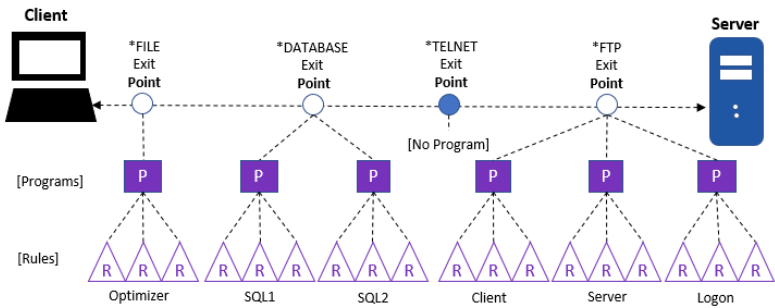 Client
Server
*FILE
Exit
Point
*DATABASE
Exit
Point
*TELNET
Exit
Point
*FTP
Exit
Point
[No Program]
[Programs]
P P P P P P
[Rules]
R R R R R R R R R R R R R R R R R R
Optimizer SQL1 SQL2 Client Server Logon